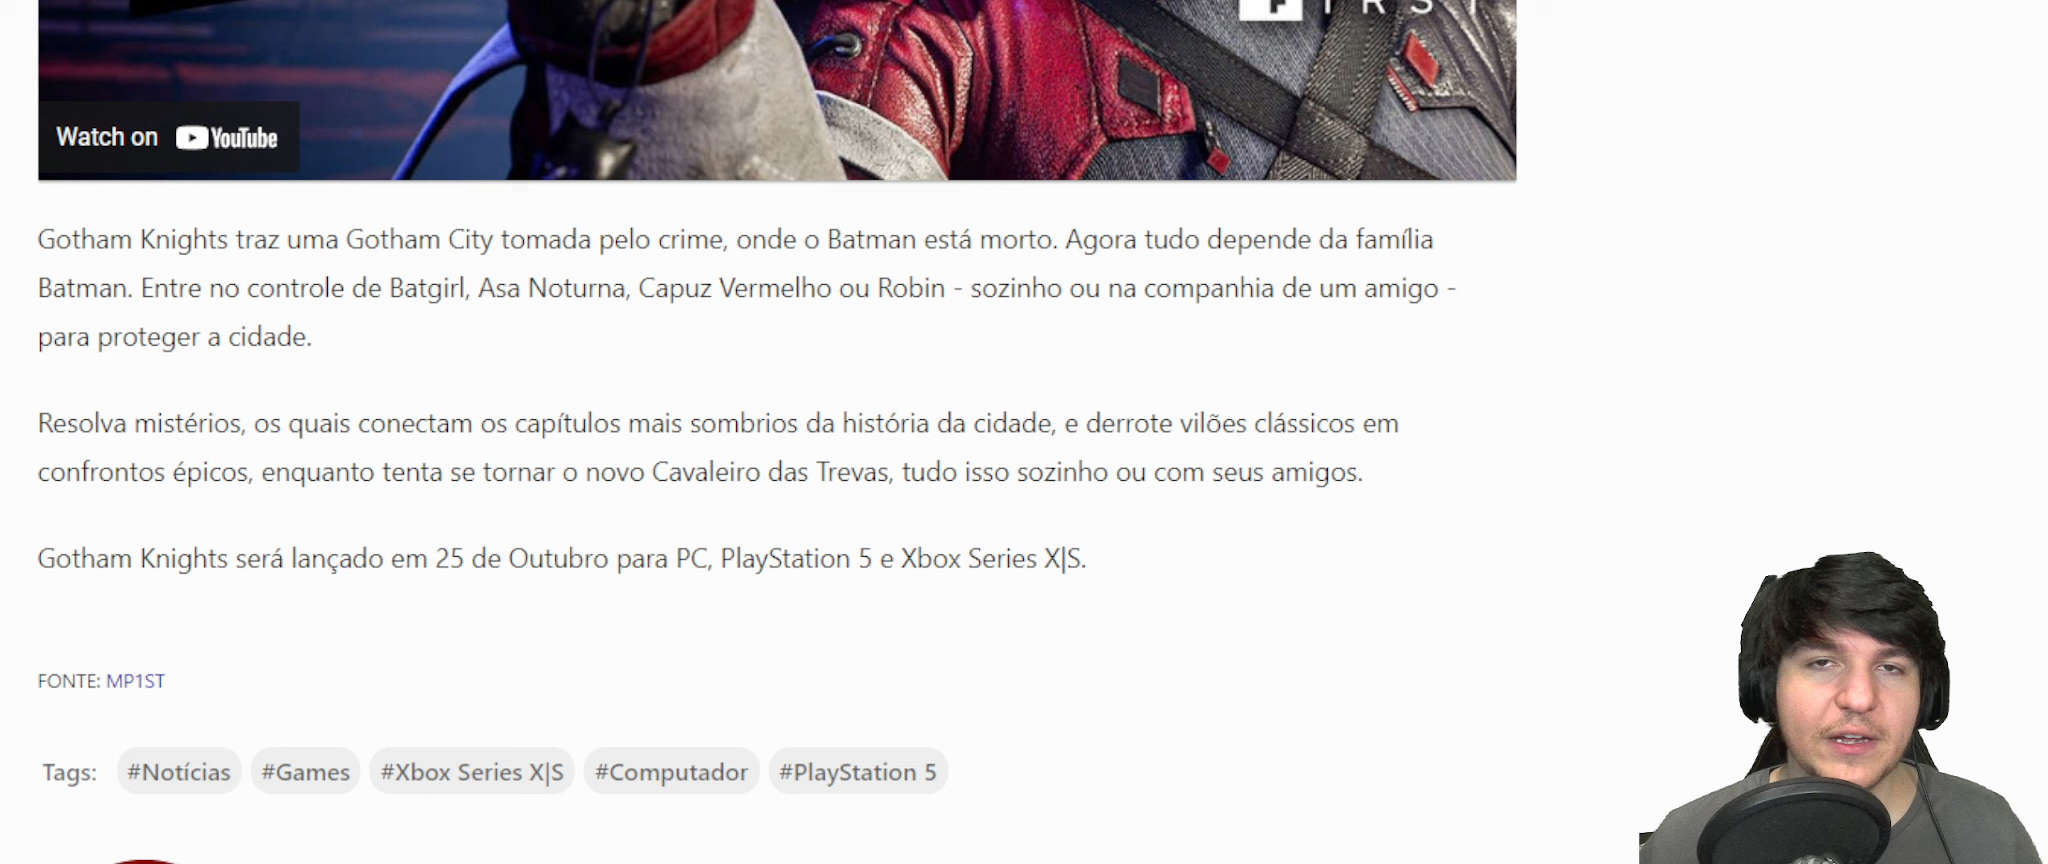 IRST
Watch on YouTube
Gotham Knights traz uma Gotham City tomada pelo crime, onde o Batman está morto. Agora tudo depende da família
Batman. Entre no controle de Batgirl, Asa Noturna, Capuz Vermelho ou Robin - sozinho ou na companhia de um amigo -
para proteger a cidade.
Resolva mistérios, os quais conectam os capítulos mais sombrios da história da cidade, e derrote vilões clássicos em
confrontos épicos, enquanto tenta se tornar o novo Cavaleiro das Trevas, tudo isso sozinho ou com seus amigos.
Gotham Knights será lançado em 25 de Outubro para PC, PlayStation 5 e Xbox Series X|S.
FONTE: MP1ST
Tags: #Notícias #Games #Xbox Series X|S #Computador #PlayStation 5